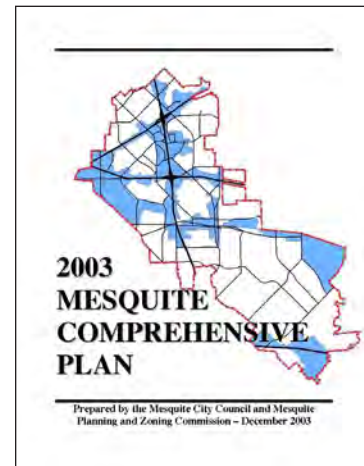 2003
MESQUITE
COMPREHENSIVE
PLAN
Prepared by the Mesquite City Council and Mesquite
Planning and Zoning Commission – December 2003